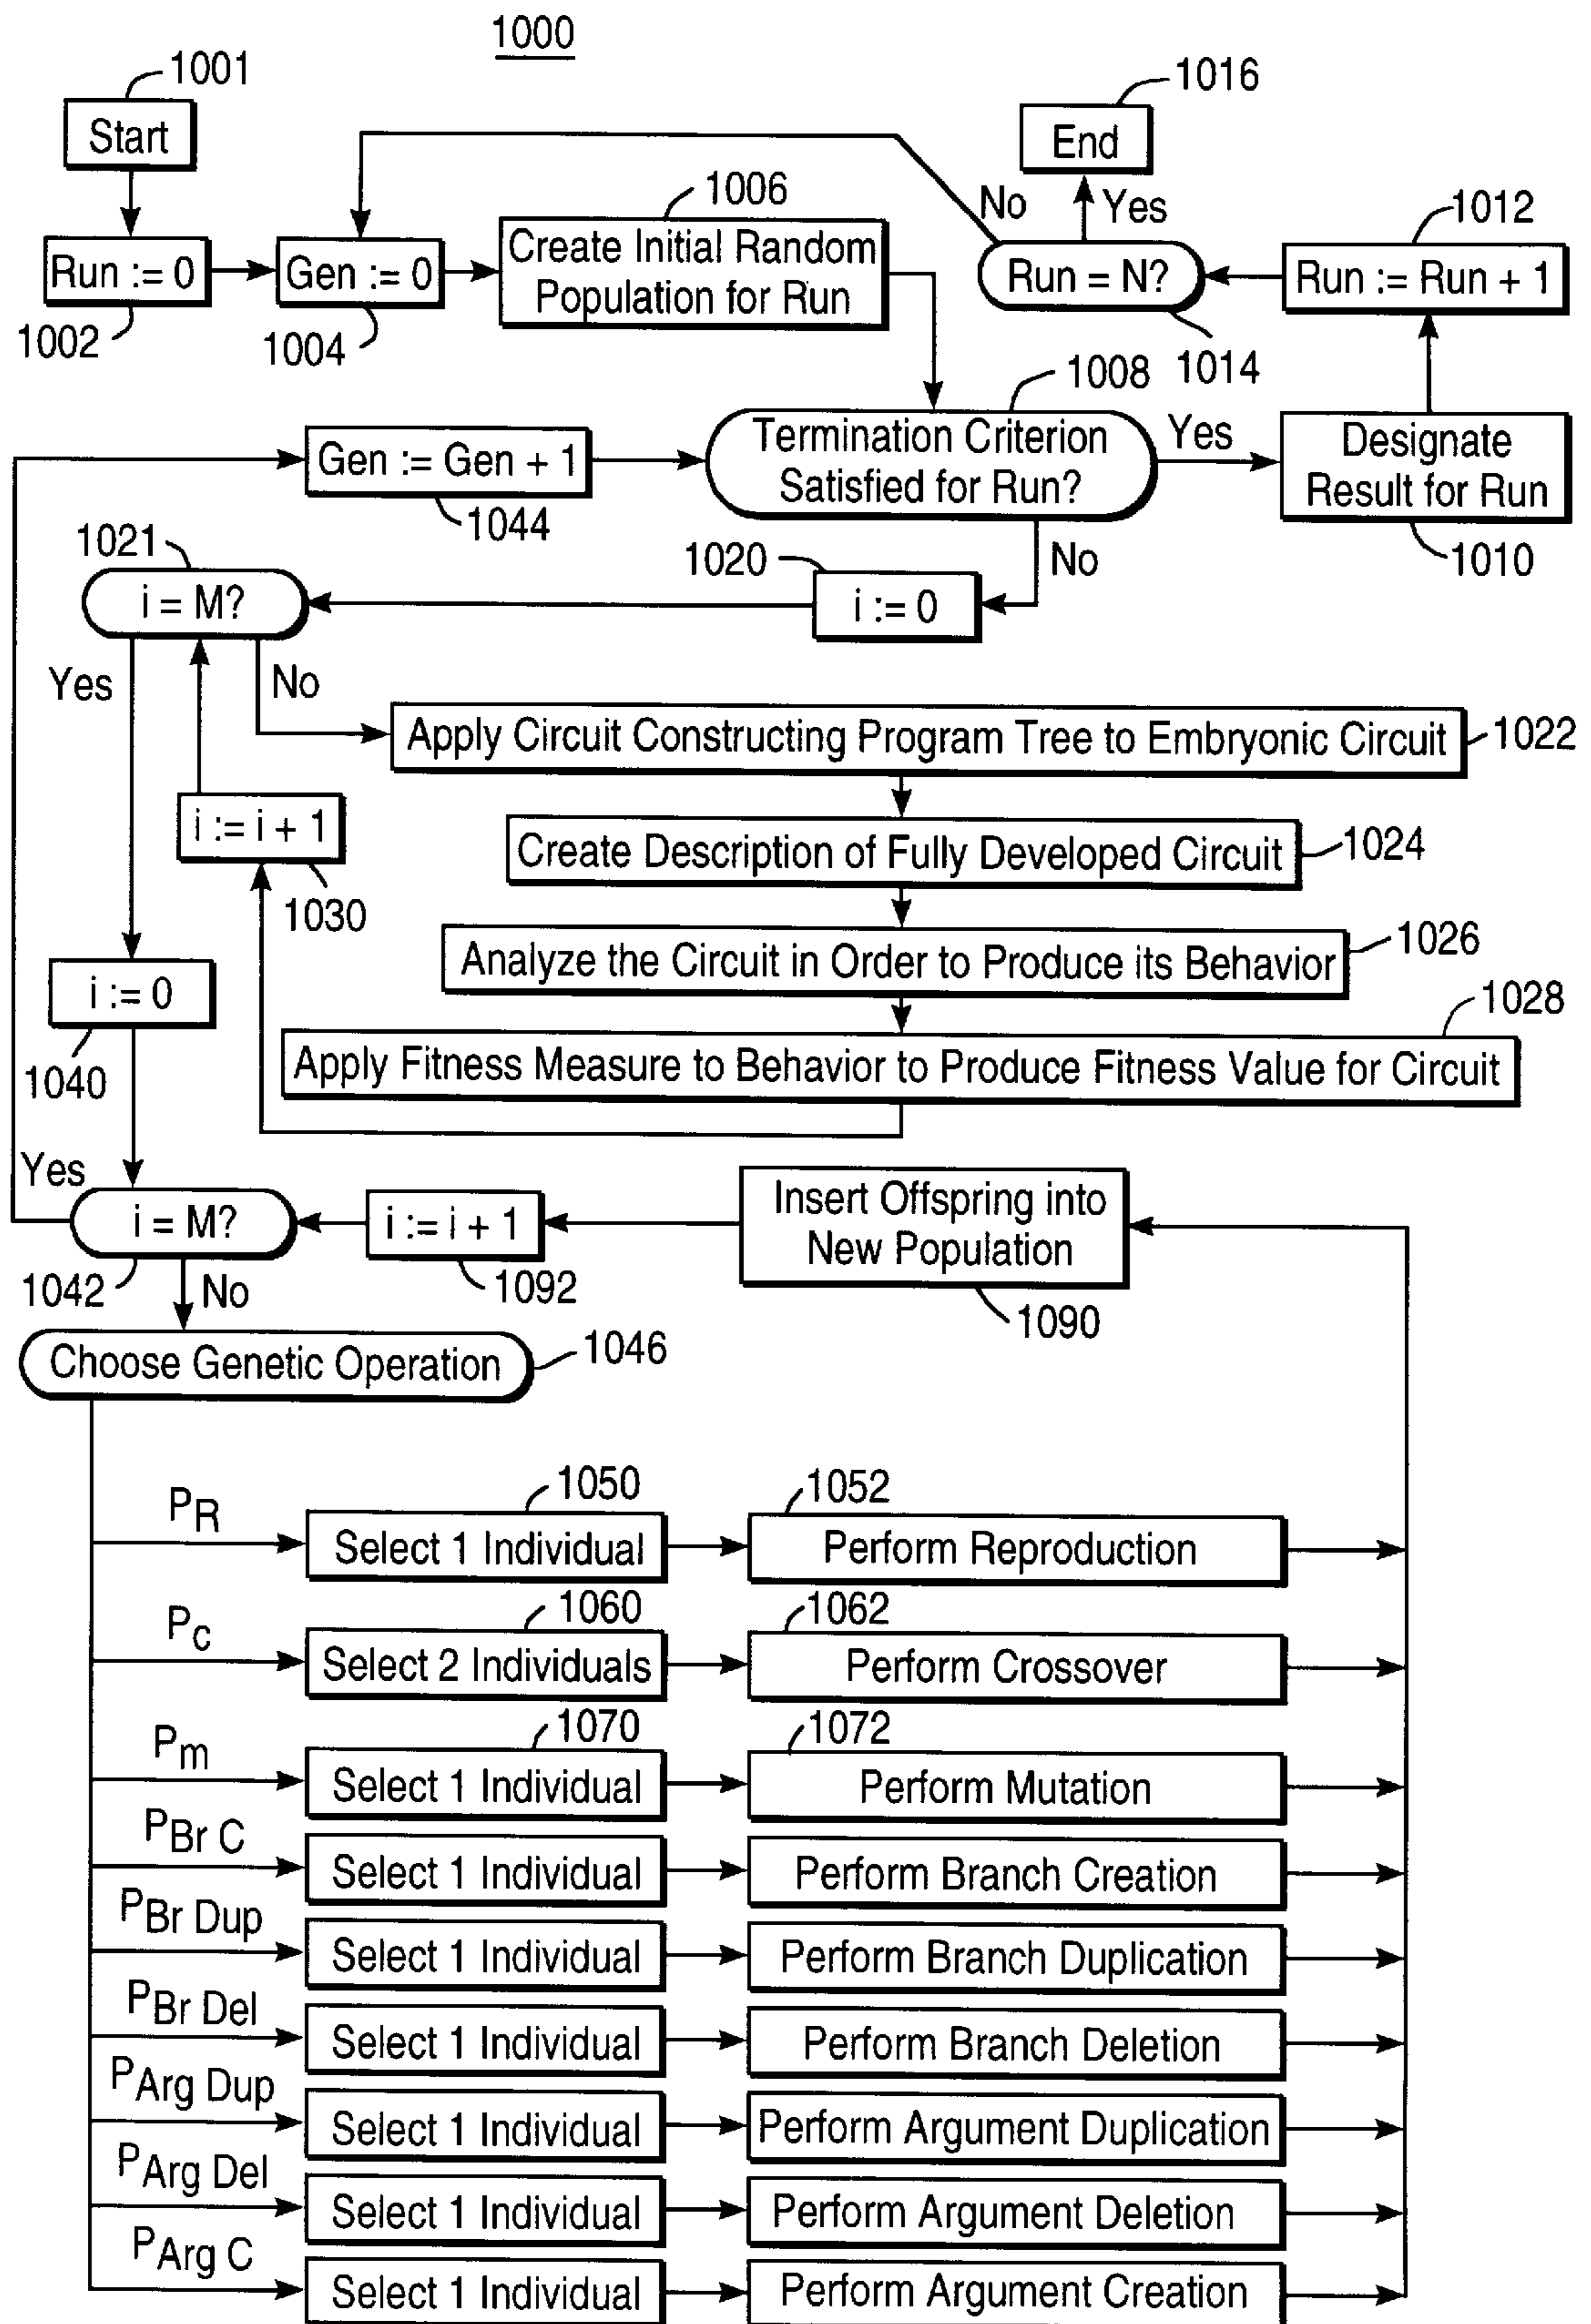 1000
1001
Start
1016
End
1006
No
Yes
1012
Run := 0
Gen := 0
Create Initial Random
Population for Run
Run = N?
Run := Run + 1
1002
1004
1014
1008
Gen := Gen + 1
Termination Criterion
Satisfied for Run?
Yes
Designate
Result for Run
1044
1021
1020
No
1010
i = M?
i := 0
Yes
No
Apply Circuit Constructing Program Tree to Embryonic Circuit
1022
i := i + 1
Create Description of Fully Developed Circuit
1024
1030
Analyze the Circuit in Order to Produce its Behavior
1026
i := 0
1028
1040
Apply Fitness Measure to Behavior to Produce Fitness Value for Circuit
Yes
i = M?
i := i + 1
Insert Offspring into
New Population
1042
No
1092
1090
Choose Genetic Operation
1046
1050
1052
PR
Select 1 Individual
Perform Reproduction
1060
1062
Pc
Select 2 Individuals
Perform Crossover
1070
1072
Pm
Select 1 Individual
Perform Mutation
PBr C
Select 1 Individual
Perform Branch Creation
PBr Dup
Select 1 Individual
Perform Branch Duplication
PBr Del
Select 1 Individual
Perform Branch Deletion
PArg Dup
Select 1 Individual
Perform Argument Duplication
PArg Del
Select 1 Individual
Perform Argument Deletion
PArg C
Select 1 Individual
Perform Argument Creation